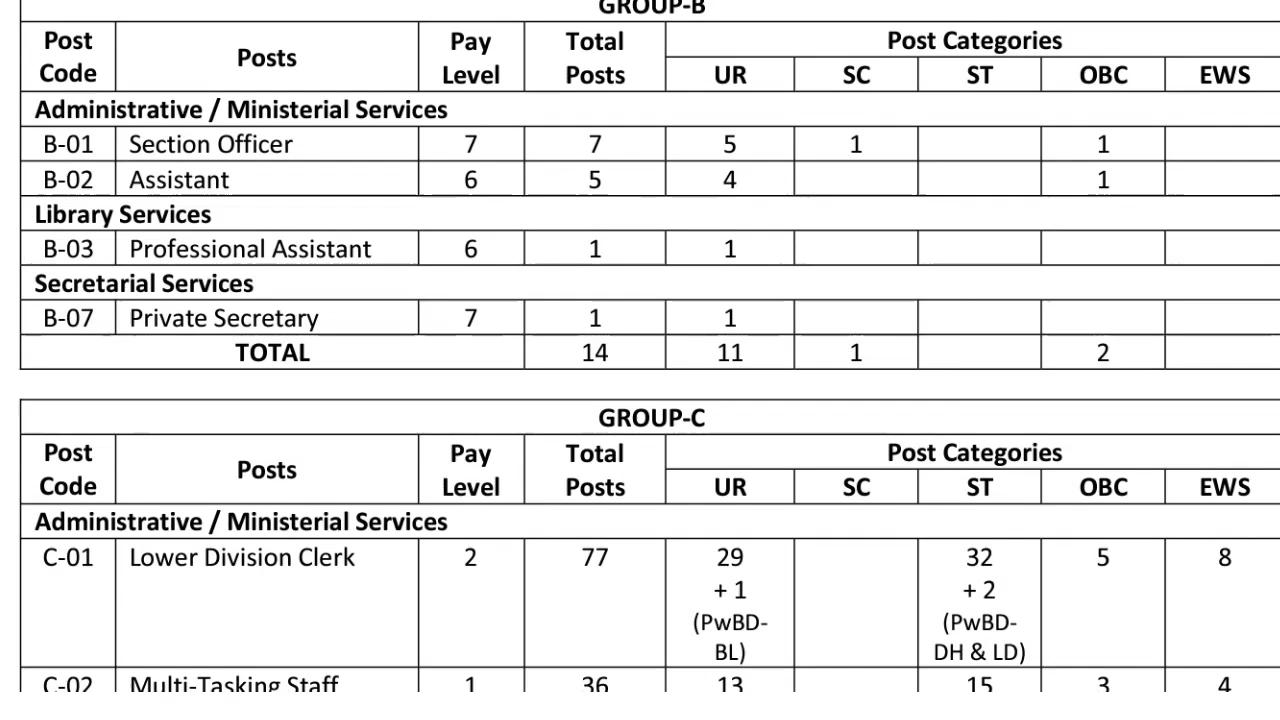 GROUP-B
Post Code Posts Pay Level Total Posts Post Categories
UR SC ST OBC EWS
Administrative / Ministerial Services
B-01 Section Officer 7 7 5 1 1
B-02 Assistant 6 5 4 1
Library Services
B-03 Professional Assistant 6 1 1
Secretarial Services
B-07 Private Secretary 7 1 1
TOTAL 14 11 1 2
GROUP-C
Post Code Posts Pay Level Total Posts Post Categories
UR SC ST OBC EWS
Administrative / Ministerial Services
C-01 Lower Division Clerk 2 77 29 32 5 8
+ 1 + 2
(PwBD- (PwBD-
BL) DH & LD)
C-02 Multi-Tasking Staff 1 36 13 15 3 4